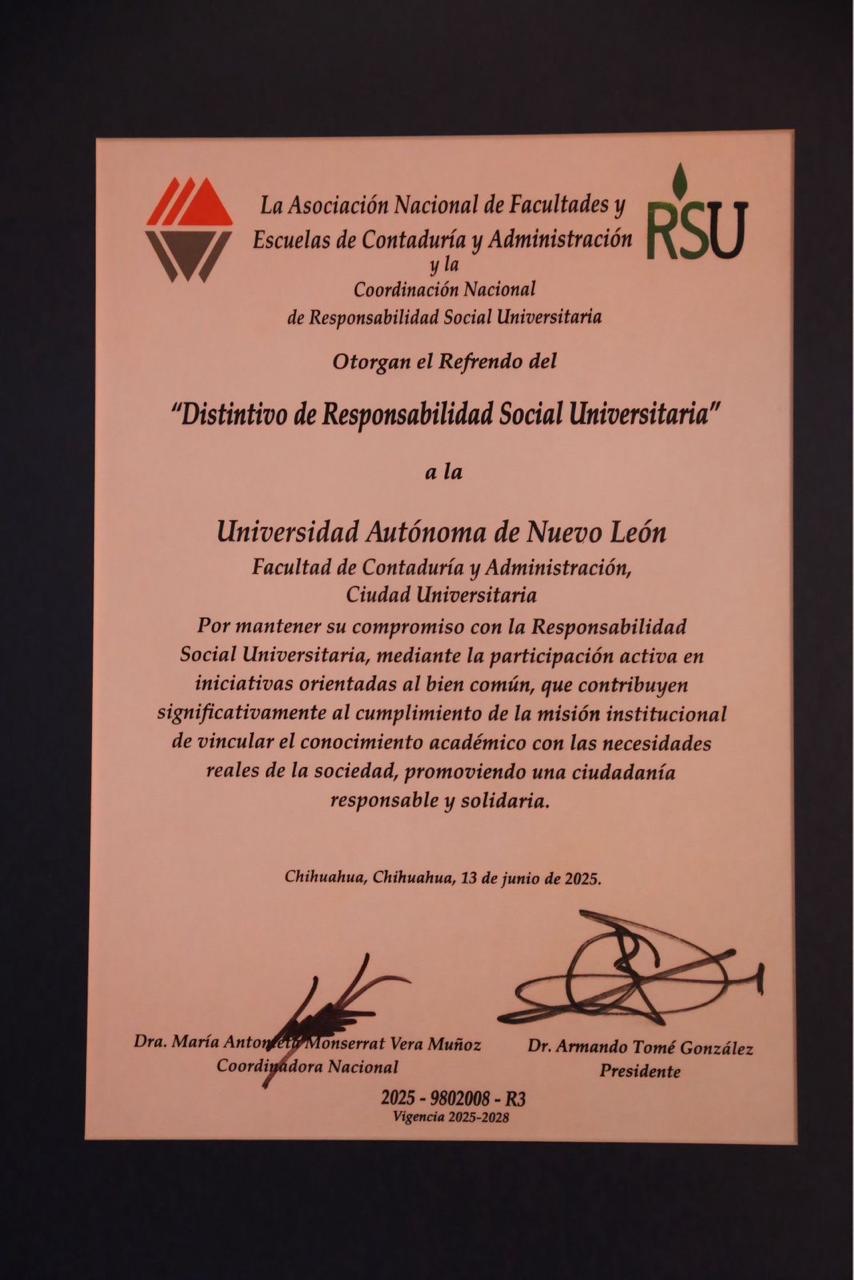 La Asociación Nacional de Facultades y
Escuelas de Contaduría y Administración
y la
Coordinación Nacional
de Responsabilidad Social Universitaria
RSU
Otorgan el Refrendo del
“Distintivo de Responsabilidad Social Universitaria”
a la
Universidad Autónoma de Nuevo León
Facultad de Contaduría y Administración,
Ciudad Universitaria
Por mantener su compromiso con la Responsabilidad
Social Universitaria, mediante la participación activa en
iniciativas orientadas al bien común, que contribuyen
significativamente al cumplimiento de la misión institucional
de vincular el conocimiento académico con las necesidades
reales de la sociedad, promoviendo una ciudadanía
responsable y solidaria.
Chihuahua, Chihuahua, 13 de junio de 2025.
Dra. María Antonieta Monserrat Vera Muñoz
Coordinadora Nacional
Dr. Armando Tomé González
Presidente
2025 - 9802008 - R3
Vigencia 2025-2028